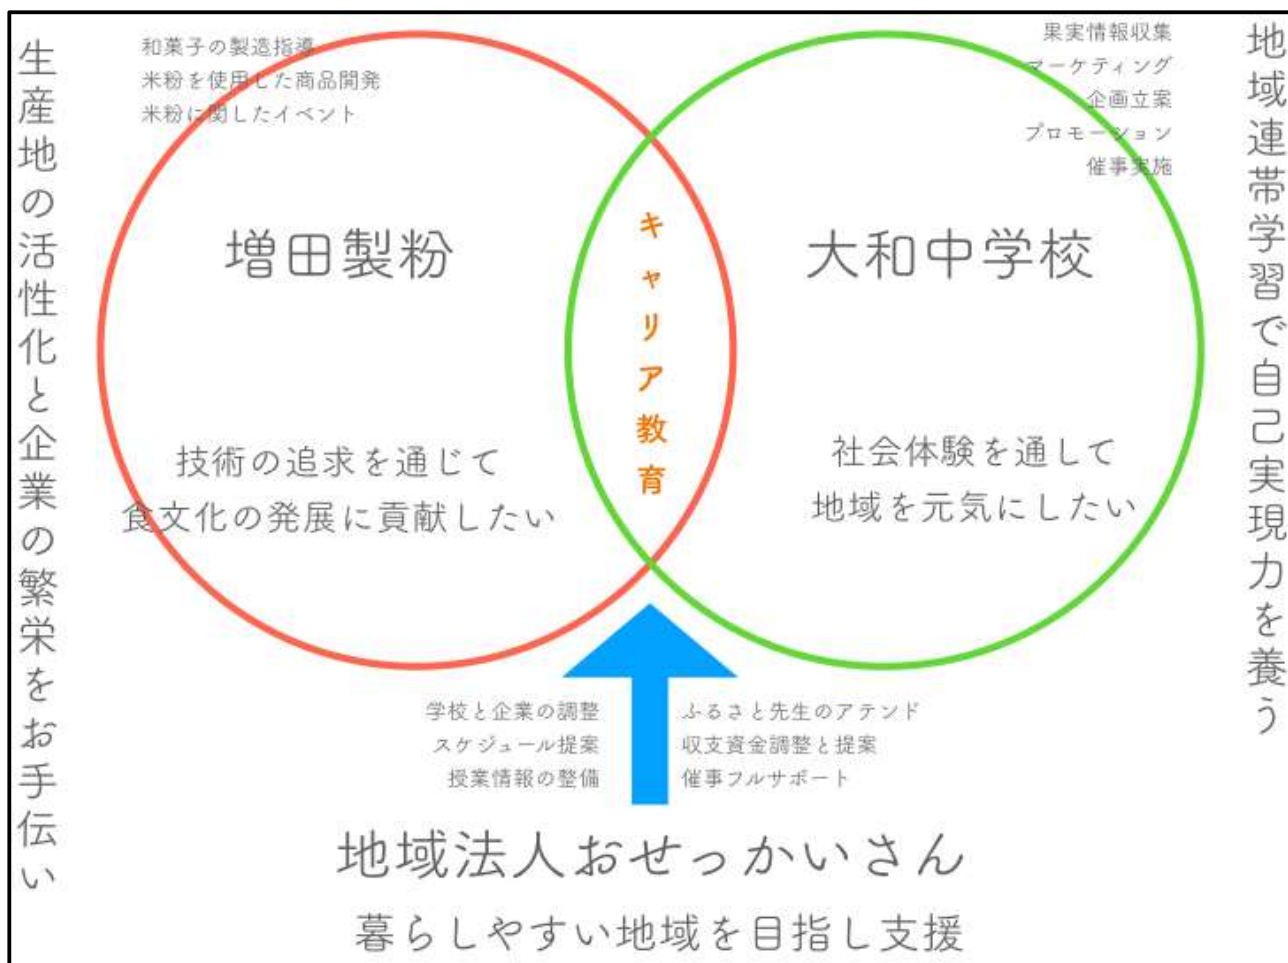 生産地の活性化と企業の繁栄をお手伝い
和菓子の製造指導
米粉を使用した商品開発
米粉に関したイベント
増田製粉
技術の追求を通じて
食文化の発展に貢献したい
キャリア教育
果実情報収集
マーケティング
企画立案
プロモーション
催事実施
大和中学校
社会体験を通して
地域を元気にしたい
地域連帯学習で自己実現力を養う
学校と企業の調整
スケジュール提案
授業情報の整備
ふるさと先生のアテンド
収支資金調整と提案
催事フルサポート
地域法人おせっかいさん
暮らしやすい地域を目指し支援